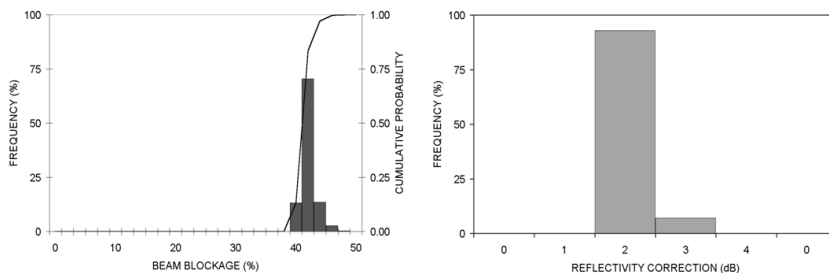 100
75
50
25
0
FREQUENCY (%)
1.00
0.75
0.50
0.25
0.00
CUMULATIVE PROBABILITY
0 10 20 30 40 50
BEAM BLOCKAGE (%)
100
75
50
25
0
FREQUENCY (%)
0 1 2 3 4 0
REFLECTIVITY CORRECTION (dB)